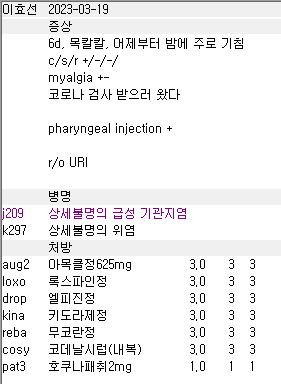 이효선 2023-03-19
증상
6d, 목칼칼, 어제부터 밤에 주로 기침
c/s/r +/-/-/
myalgia +-
코로나 검사 받으러 왔다
pharyngeal injection +
r/o URI
병명
j209 상세불명의 급성 기관지염
k297 상세불명의 위염
처방
aug2 아목클정625mg 3,0 3 3
loxo 록스파인정 3,0 3 3
drop 엘피진정 3,0 3 3
kina 키도라제정 3,0 3 3
reba 무코란정 3,0 3 3
cosy 코데날시럽(내복) 3,0 3 3
pat3 호쿠나패취2mg 1,0 1 1